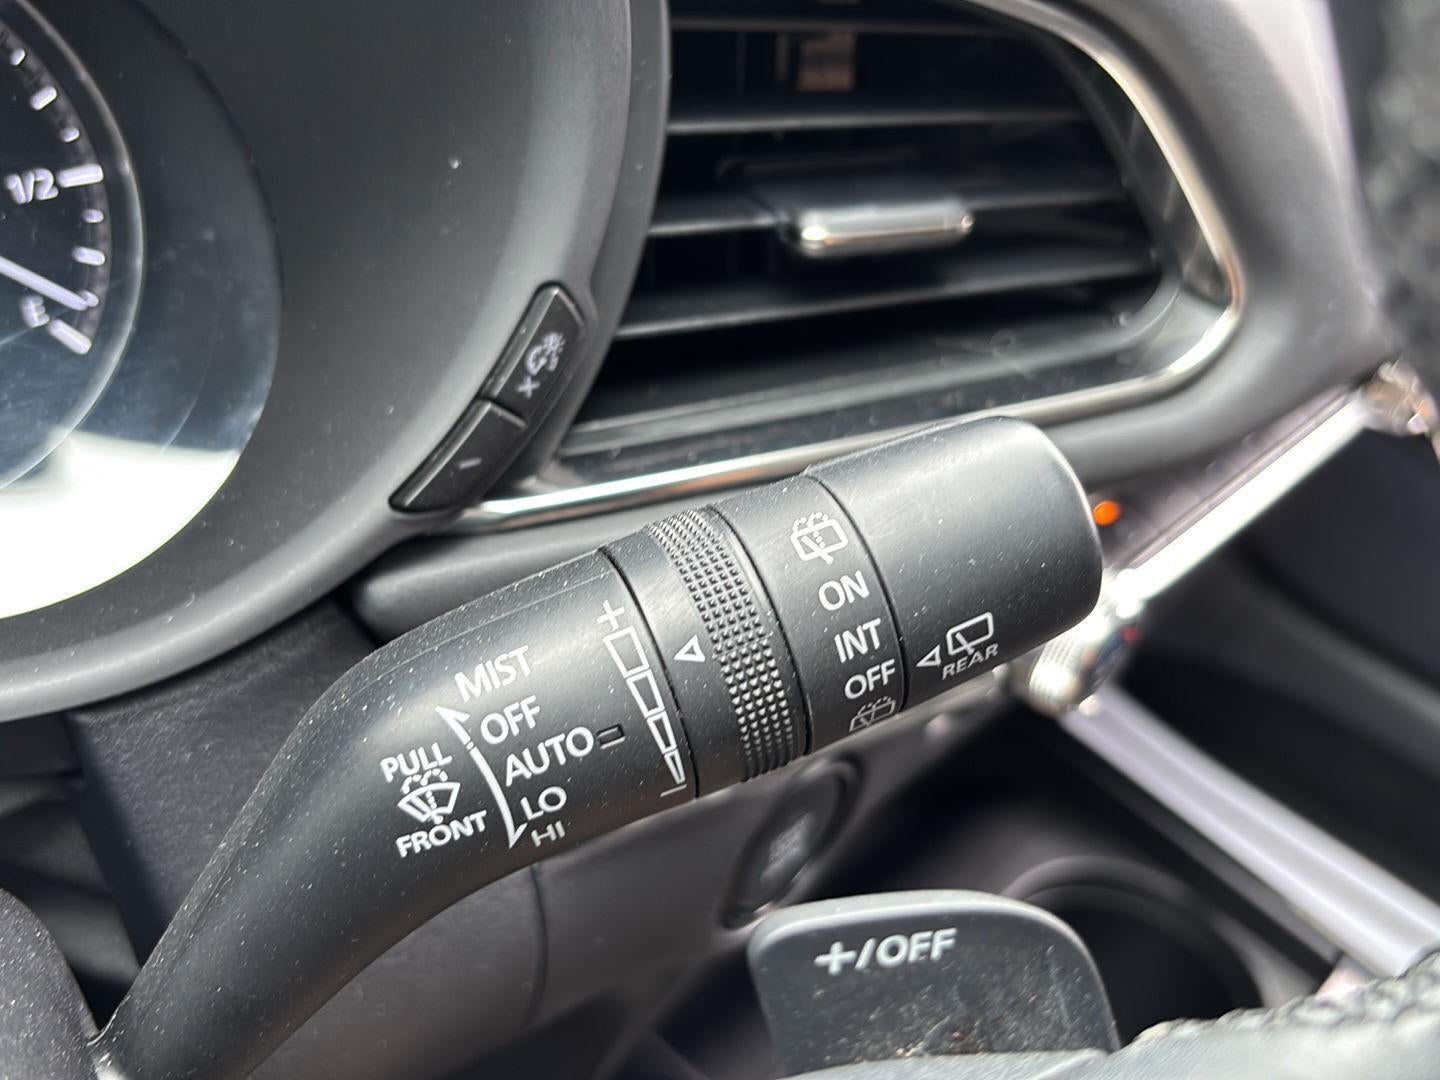 1/2
E
MIST
OFF
AUTO
LO
HI
PULL
FRONT
+
-
ON
INT
OFF
REAR
+/OFF